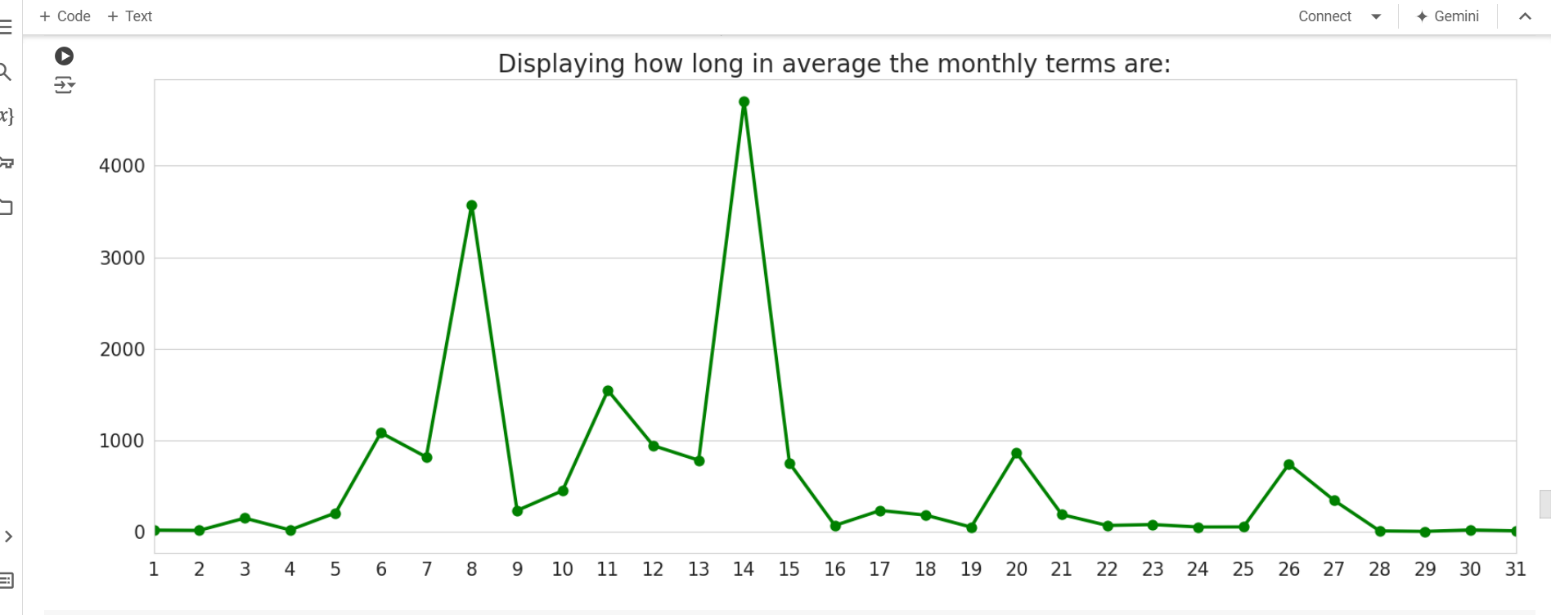 + Code + Text
Connect
Gemini
Displaying how long in average the monthly terms are:
x}
4000
3000
2000
1000
0
1 2 3 4 5 6 7 8 9 10 11 12 13 14 15 16 17 18 19 20 21 22 23 24 25 26 27 28 29 30 31